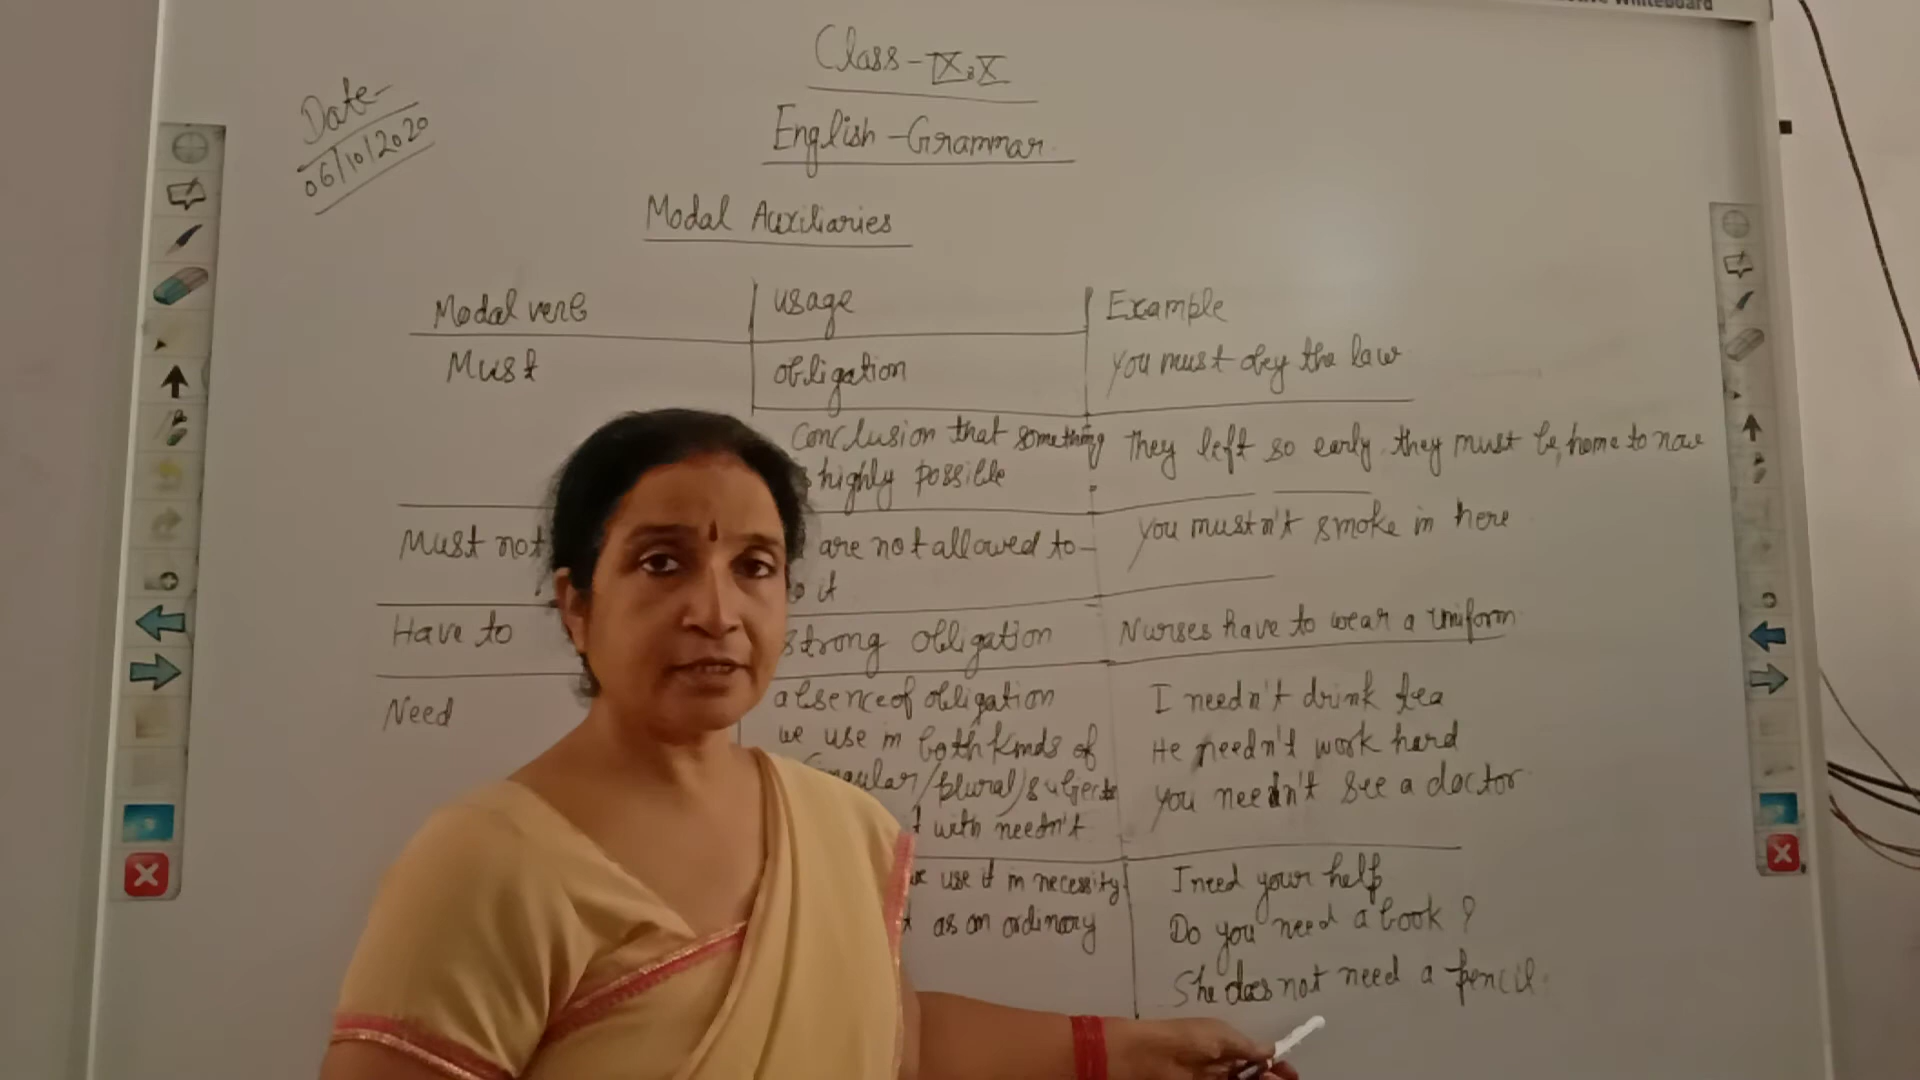 Whiteboard
Class-IX,X
Date-
06/10/2020
English-Grammar
Modal Auxiliaries
Modal verb usage Example
Must obligation You must obey the law
Conclusion that something They left so early they must be home to now
highly possible
Must not are not allowed to- You mustn't smoke in here
it
Have to strong obligation Nurses have to wear a uniform
Need absence of obligation I needn't drink tea
we use in both kinds of He needn't work hard
/plural/subjects You needn't see a doctor
with needn't
use it in necessity I need your help
as an ordinary Do you need a book?
She does not need a pencil.